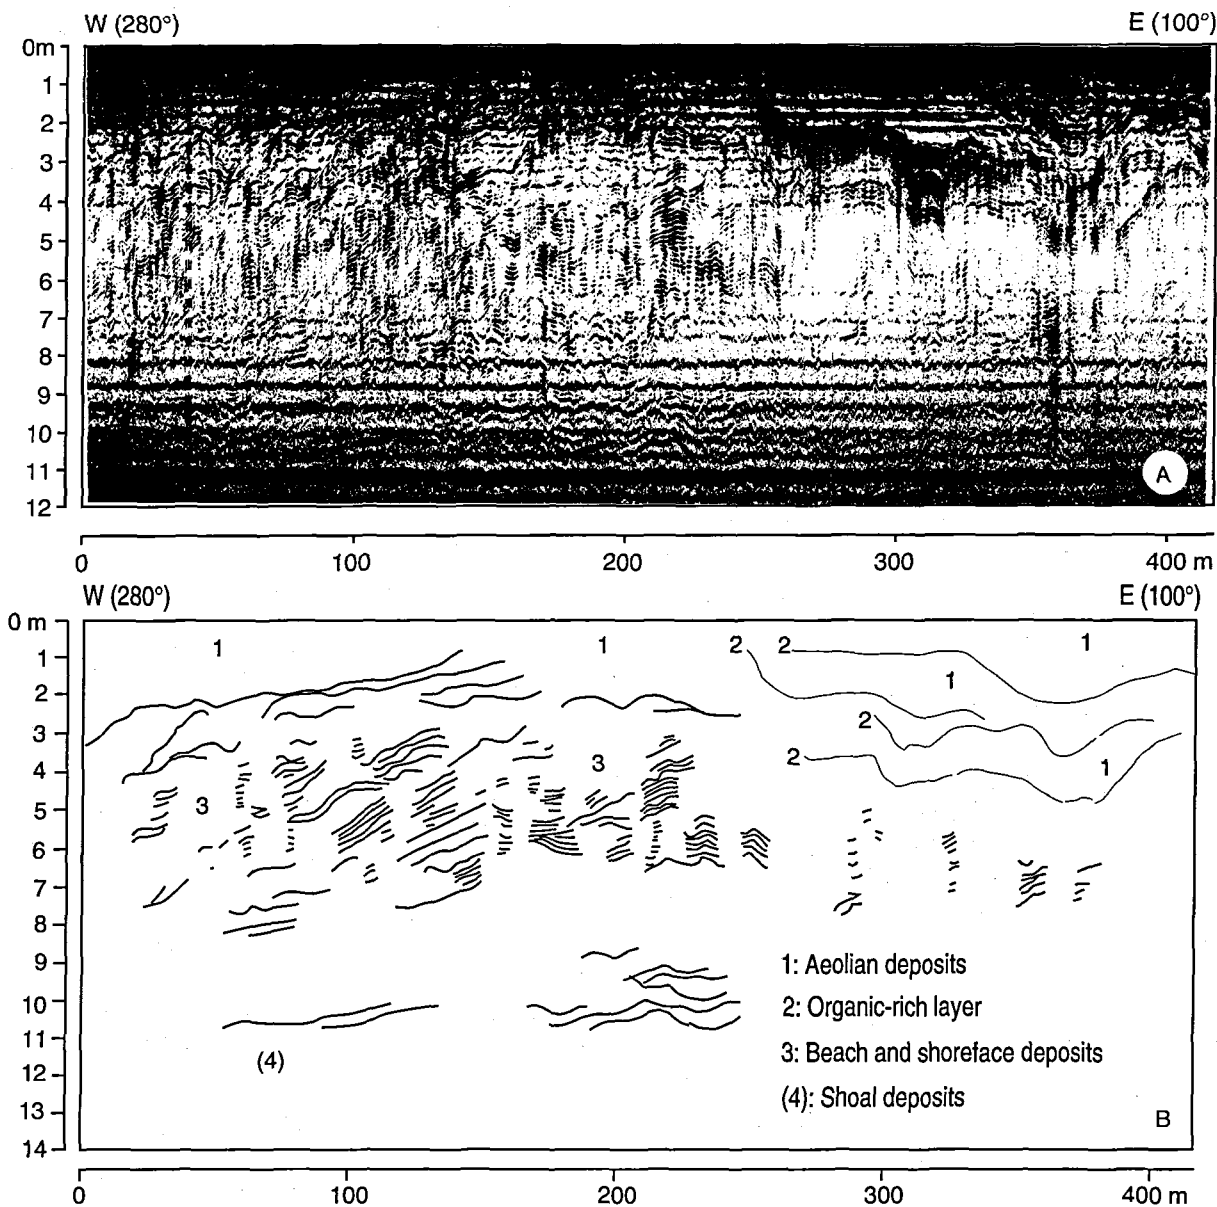 W (280°) E (100°)
0m
1
2
3
4
5
6
7
8
9
10
11
12
A
0 100 200 300 400 m
W (280°) E (100°)
0 m
1
2
3
4
5
6
7
8
9
10
11
12
13
14
1 1 2 2 1
1
2
2 1
3
3
1: Aeolian deposits
2: Organic-rich layer
3: Beach and shoreface deposits
(4): Shoal deposits
(4)
B
0 100 200 300 400 m